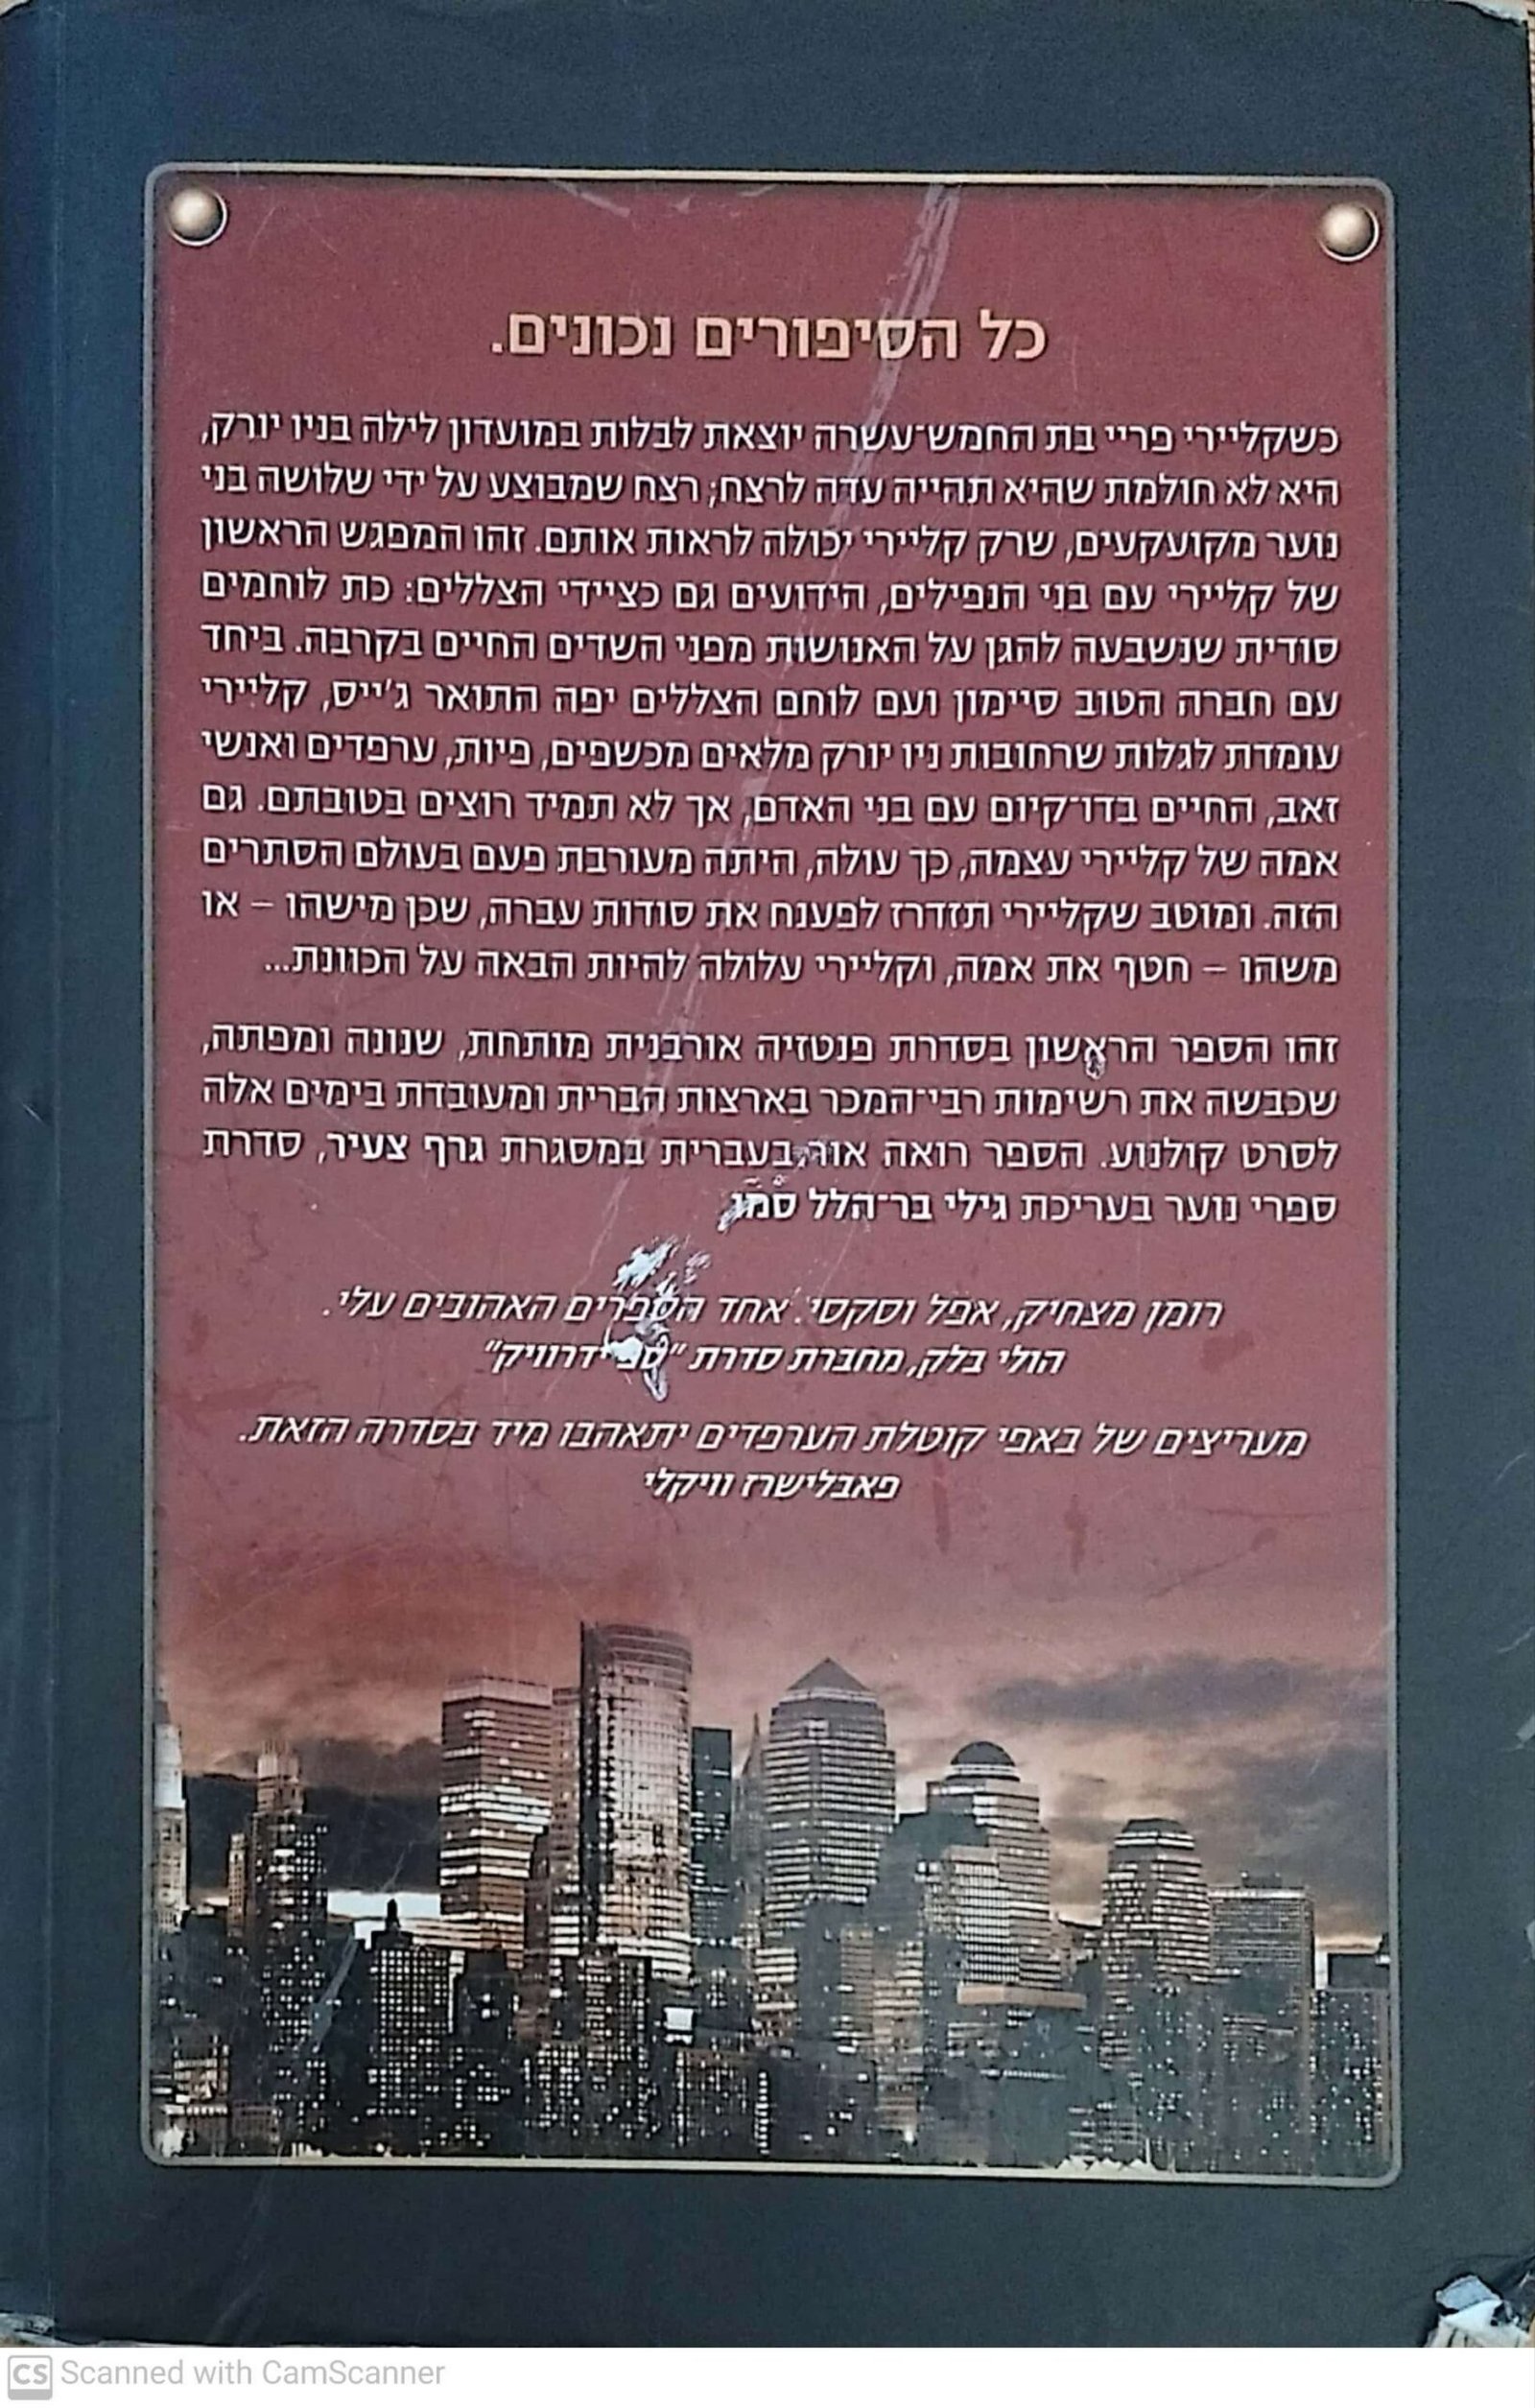 כל הסיפורים נכונים.
כשקליירי פריי בת החמש־עשרה יוצאת לבלות במועדון לילה בניו יורק,
היא לא חולמת שהיא תהייה עדה לרצח; רצח שמבוצע על ידי שלושה בני
נוער מקועקעים, שרק קליירי יכולה לראות אותם. זהו המפגש הראשון
של קליירי עם בני הנפילים, הידועים גם כציידי הצללים: כת לוחמים
סודית שנשבעה להגן על האנושות מפני השדים החיים בקרבה. ביחד
עם חברה הטוב סיימון ועם לוחם הצללים יפה התואר ג'ייס, קליירי
עומדת לגלות שרחובות ניו יורק מלאים מכשפים, פיות, ערפדים ואנשי
זאב, החיים בדו־קיום עם בני האדם, אך לא תמיד רוצים בטובתם. גם
אמה של קליירי עצמה, כך עולה, היתה מעורבת פעם בעולם הסתרים
הזה. ומוטב שקליירי תזדרז לפענח את סודות עברה, שכן מישהו – או
משהו – חטף את אמה, וקליירי עלולה להיות הבאה על הכוונת...
זהו הספר הראשון בסדרת פנטזיה אורבנית מותחת, שנונה ומפתה,
שכבשה את רשימות רבי־המכר בארצות הברית ומעובדת בימים אלה
לסרט קולנוע. הספר רואה אור בעברית במסגרת גרף צעיר, סדרת
ספרי נוער בעריכת גילי בר־הלל סמו
רומן מצחיק, אפל וסקסי. אחד הספרים האהובים עלי.
הולי בלק, מחברת סדרת "ספיידרוויק"
מעריצים של באפי קוטלת הערפדים יתאהבו מיד בסדרה הזאת.
פאבלישרז וויקלי
CS Scanned with CamScanner